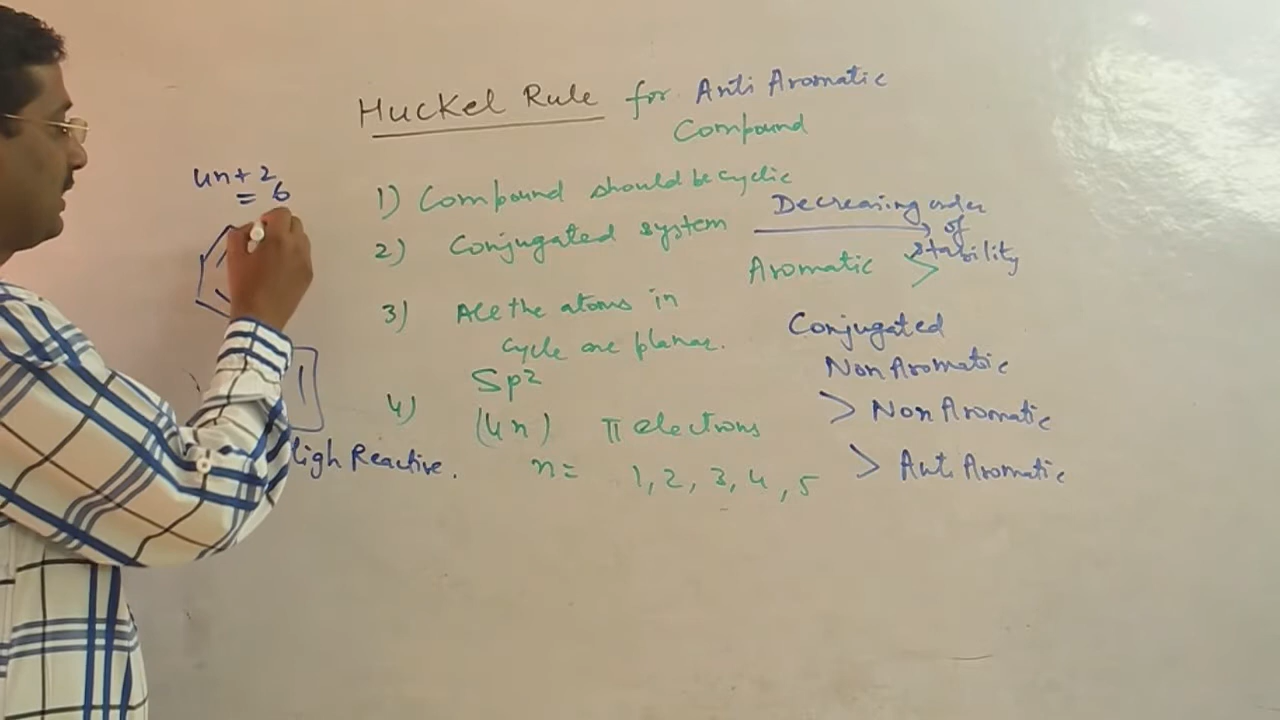 Huckel Rule for Anti Aromatic
Compound
4n+2
= 6
1) Compound should be cyclic
2) Conjugated system
3) All the atoms in
cycle are planar.
Sp2
4) (4n) π electrons
n = 1, 2, 3, 4, 5
High Reactive.
Decreasing order
of
stability
Aromatic >
Conjugated
Non Aromatic
> Non Aromatic
> Anti Aromatic